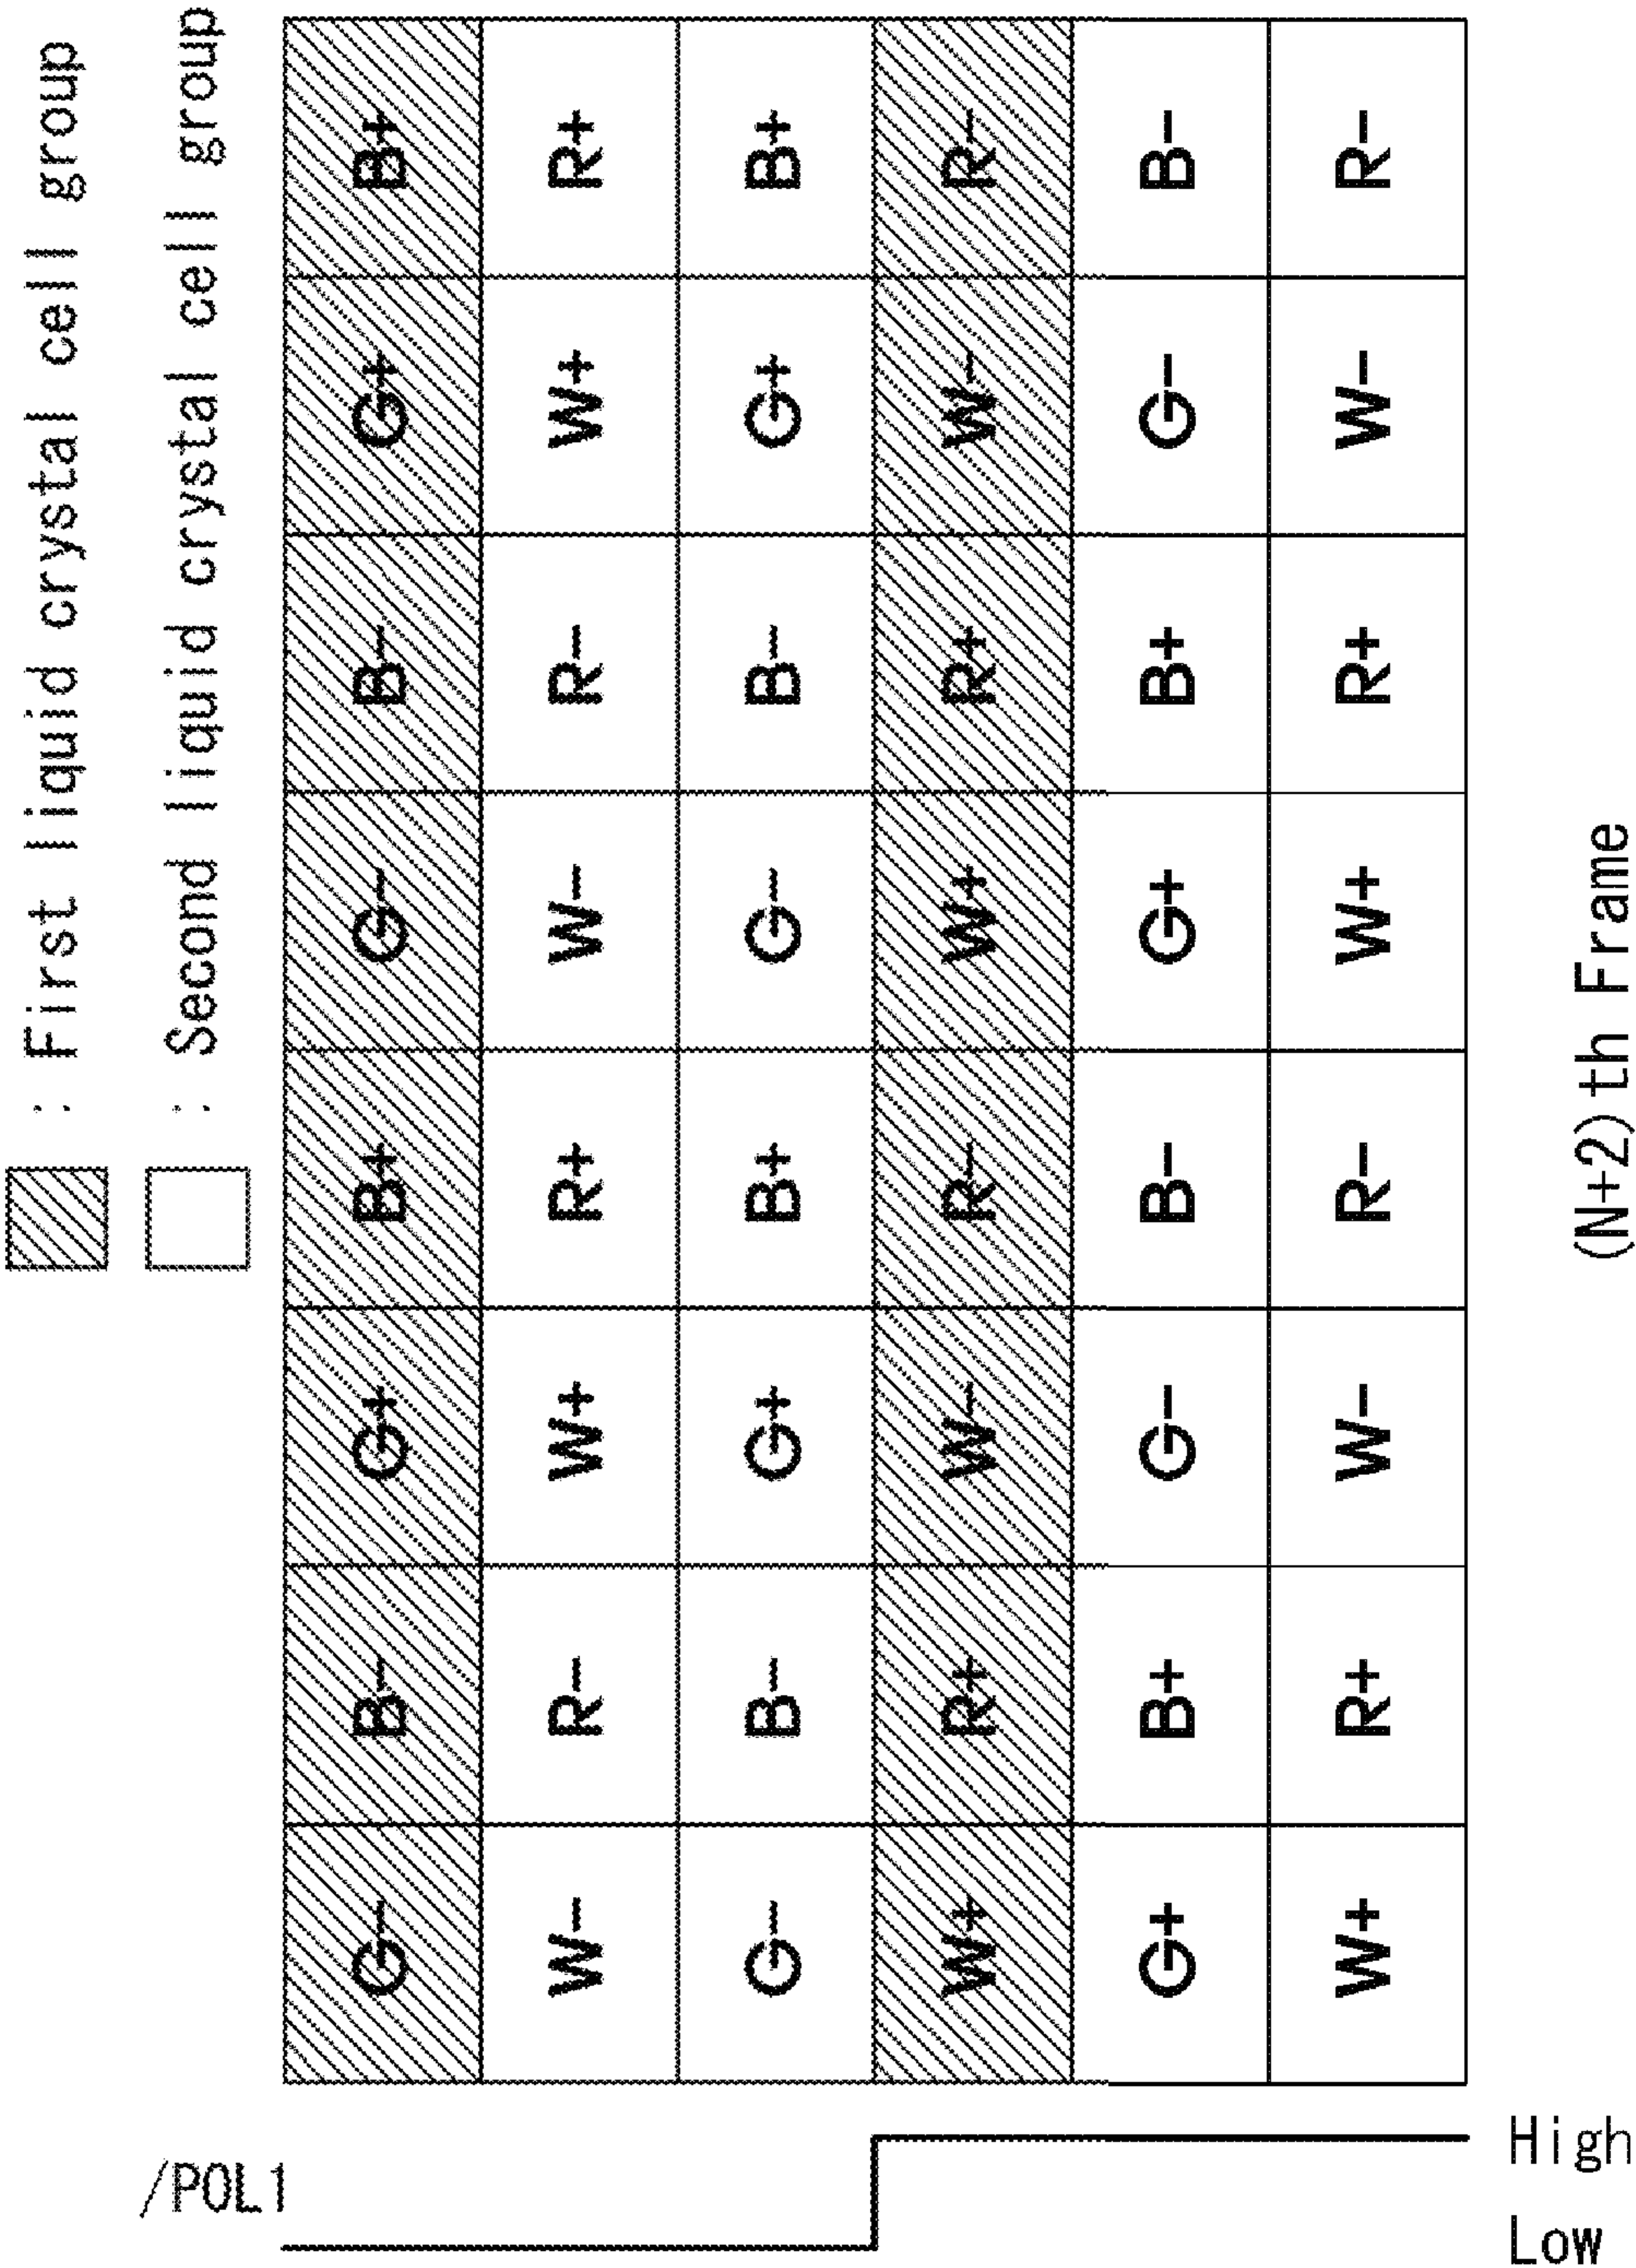 : First liquid crystal cell group
: Second liquid crystal cell group
/POL1
G− B− G+ B+ G− B− G+ B+
W− R− W+ R+ W− R− W+ R+
G− B− G+ B+ G− B− G+ B+
W+ R+ W− R− W+ R+ W− R−
G+ B+ G− B− G+ B+ G− B−
W+ R+ W− R− W+ R+ W− R−
Low High
(N+2)th Frame